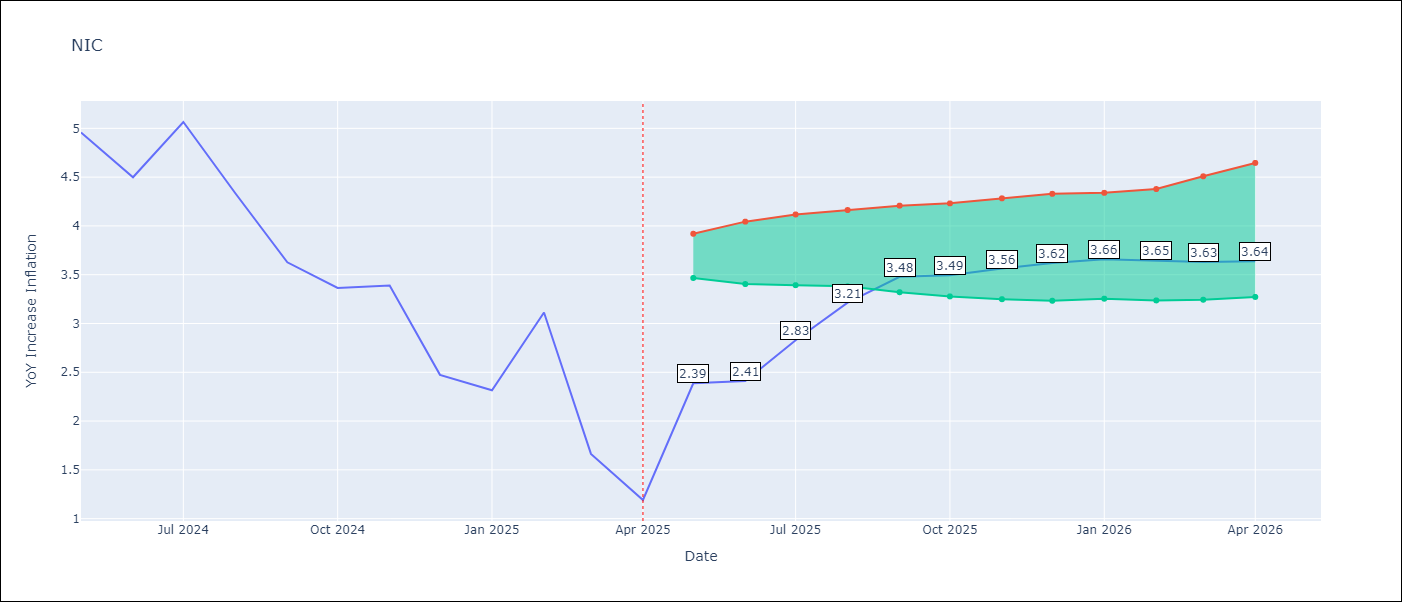 NIC
YoY Increase Inflation
5
4.5
4
3.5
3
2.5
2
1.5
1
2.39
2.41
2.83
3.21
3.48
3.49
3.56
3.62
3.66
3.65
3.63
3.64
Jul 2024
Oct 2024
Jan 2025
Apr 2025
Jul 2025
Oct 2025
Jan 2026
Apr 2026
Date